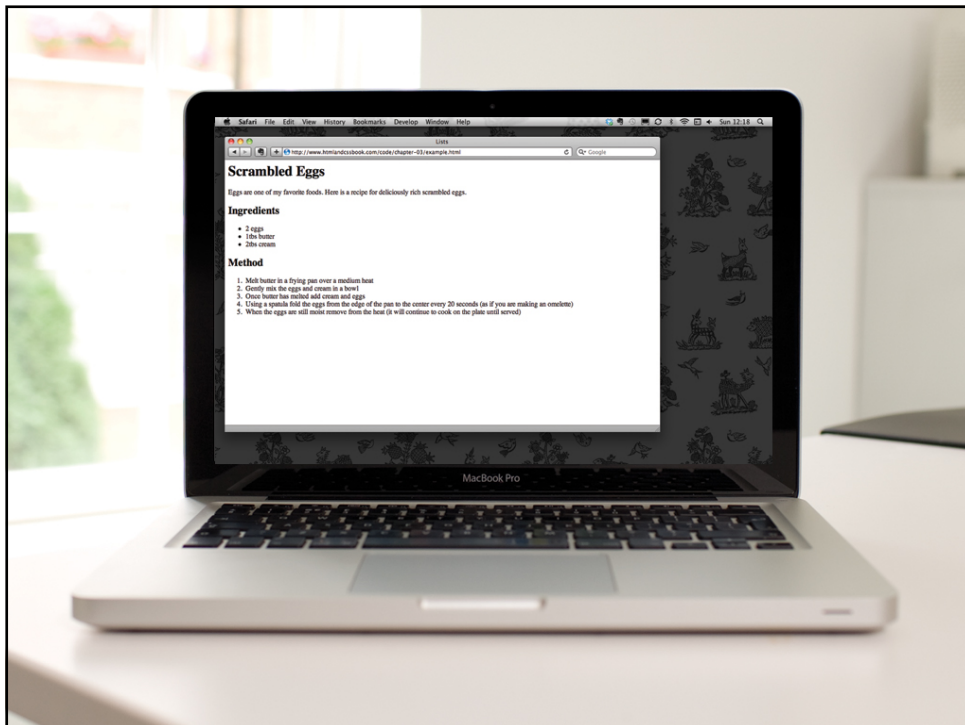 Safari File Edit View History Bookmarks Develop Window Help Sun 12:18
Lists
http://www.htmlandcssbook.com/code/chapter-03/example.html Google
Scrambled Eggs
Eggs are one of my favorite foods. Here is a recipe for deliciously rich scrambled eggs.
Ingredients
• 2 eggs
• 1tbs butter
• 2tbs cream
Method
1. Melt butter in a frying pan over a medium heat
2. Gently mix the eggs and cream in a bowl
3. Once butter has melted add cream and eggs
4. Using a spatula fold the eggs from the edge of the pan to the center every 20 seconds (as if you are making an omelette)
5. When the eggs are still moist remove from the heat (it will continue to cook on the plate until served)
MacBook Pro